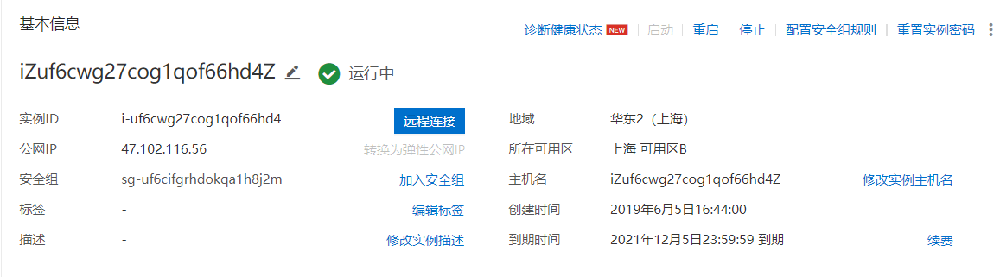 基本信息
诊断健康状态 NEW 启动 重启 停止 配置安全组规则 重置实例密码
iZuf6cwg27cog1qof66hd4Z 运行中
实例ID i-uf6cwg27cog1qof66hd4 远程连接 地域 华东2（上海）
公网IP 47.102.116.56 转换为弹性公网IP 所在可用区 上海 可用区B
安全组 sg-uf6cifgrhdokqa1h8j2m 加入安全组 主机名 iZuf6cwg27cog1qof66hd4Z 修改实例主机名
标签 - 编辑标签 创建时间 2019年6月5日16:44:00
描述 - 修改实例描述 到期时间 2021年12月5日23:59:59 到期 续费